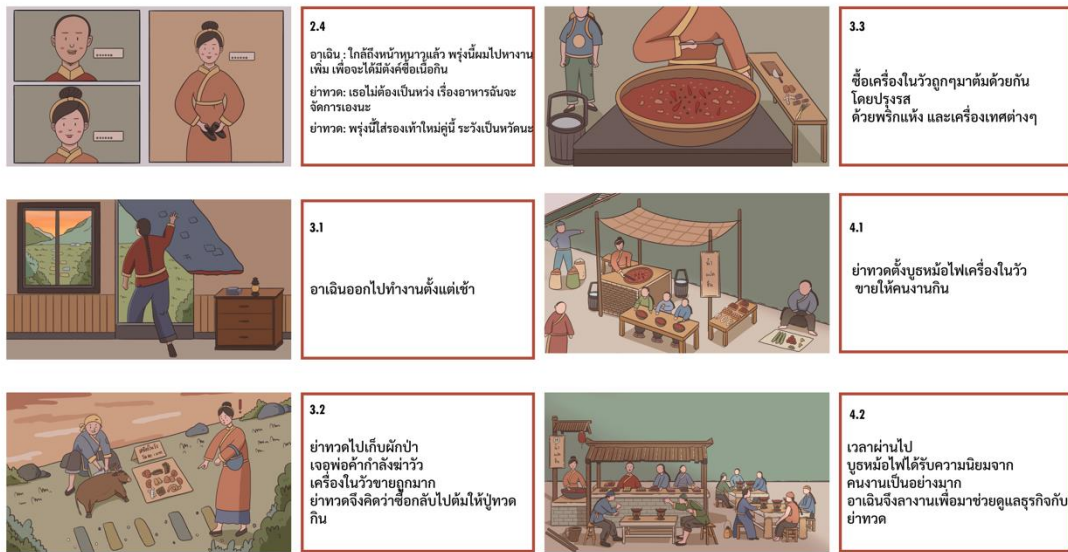 2.4
อาเฉิน : ใกล้ถึงหน้าหนาวแล้ว พรุ่งนี้ผมไปหางาน
เพิ่ม เพื่อจะได้มีตังค์ซื้อเนื้อกิน
ย่าทวด: เธอไม่ต้องเป็นหว่ง เรื่องอาหารฉันจะ
จัดการเองนะ
ย่าทวด: พรุ่งนี้ใส่รองเท้าใหม่คู่นี้ ระวังเป็นหวัดนะ
3.1
อาเฉินออกไปทำงานตั้งแต่เช้า
3.2
ย่าทวดไปเก็บผักป่า
เจอพ่อค้ากำลังฆ่าวัว
เครื่องในวัวขายถูกมาก
ย่าทวดจึงคิดว่าซื้อกลับไปต้มให้ปู่ทวด
กิน
3.3
ซื้อเครื่องในวัวถูกๆมาต้มด้วยกัน
โดยปรุงรส
ด้วยพริกแห้ง และเครื่องเทศต่างๆ
4.1
ย่าทวดตั้งบูธหม้อไฟเครื่องในวัว
ขายให้คนงานกิน
4.2
เวลาผ่านไป
บูธหม้อไฟได้รับความนิยมจาก
คนงานเป็นอย่างมาก
อาเฉินจึงลางานเพื่อมาช่วยดูแลธุรกิจกับ
ย่าทวด